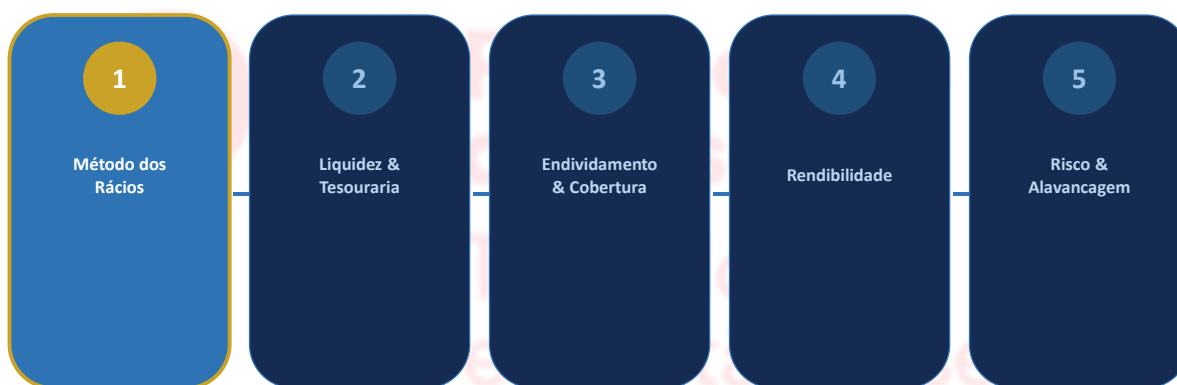 1
Método dos
Rácios
2
Liquidez &
Tesouraria
3
Endividamento
& Cobertura
4
Rendibilidade
5
Risco &
Alavancagem